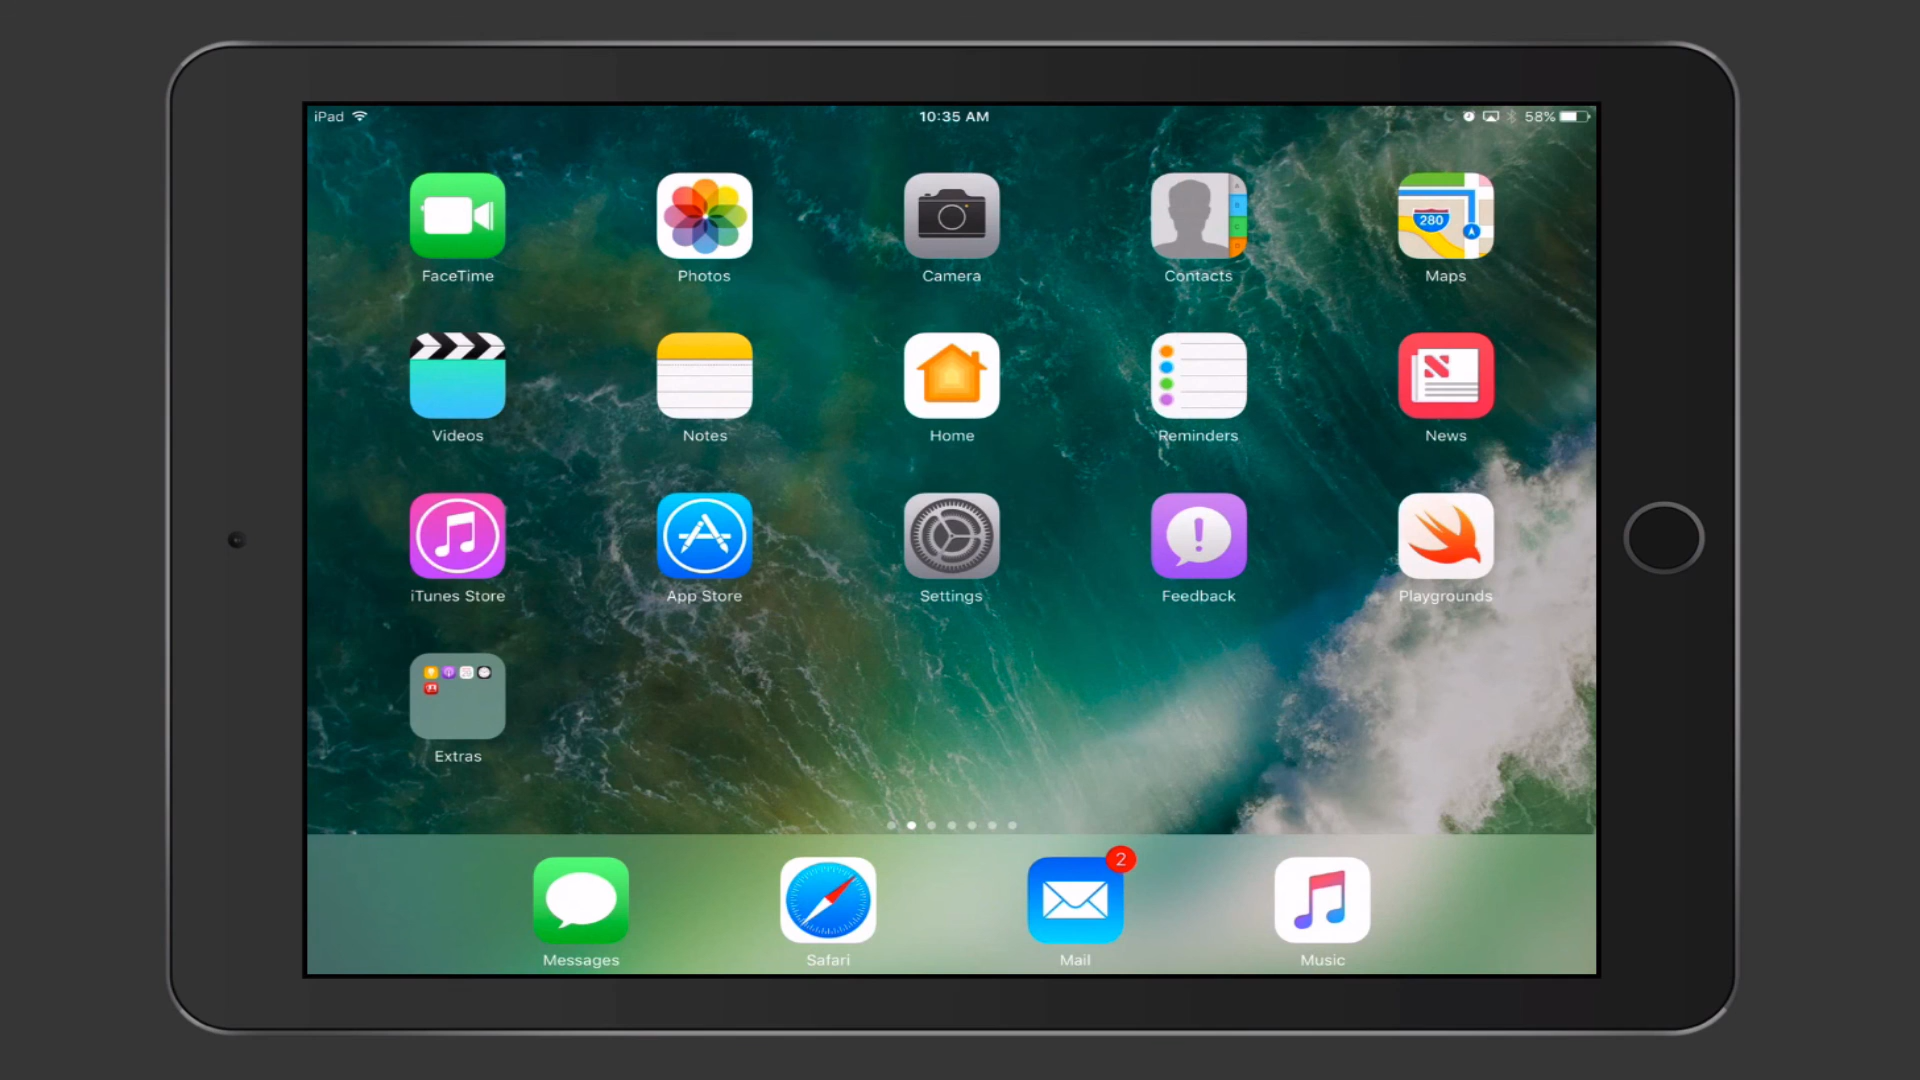 iPad 10:35 AM 58%
FaceTime Photos Camera Contacts Maps
280
Videos Notes Home Reminders News
iTunes Store App Store Settings Feedback Playgrounds
Extras
2
Messages Safari Mail Music